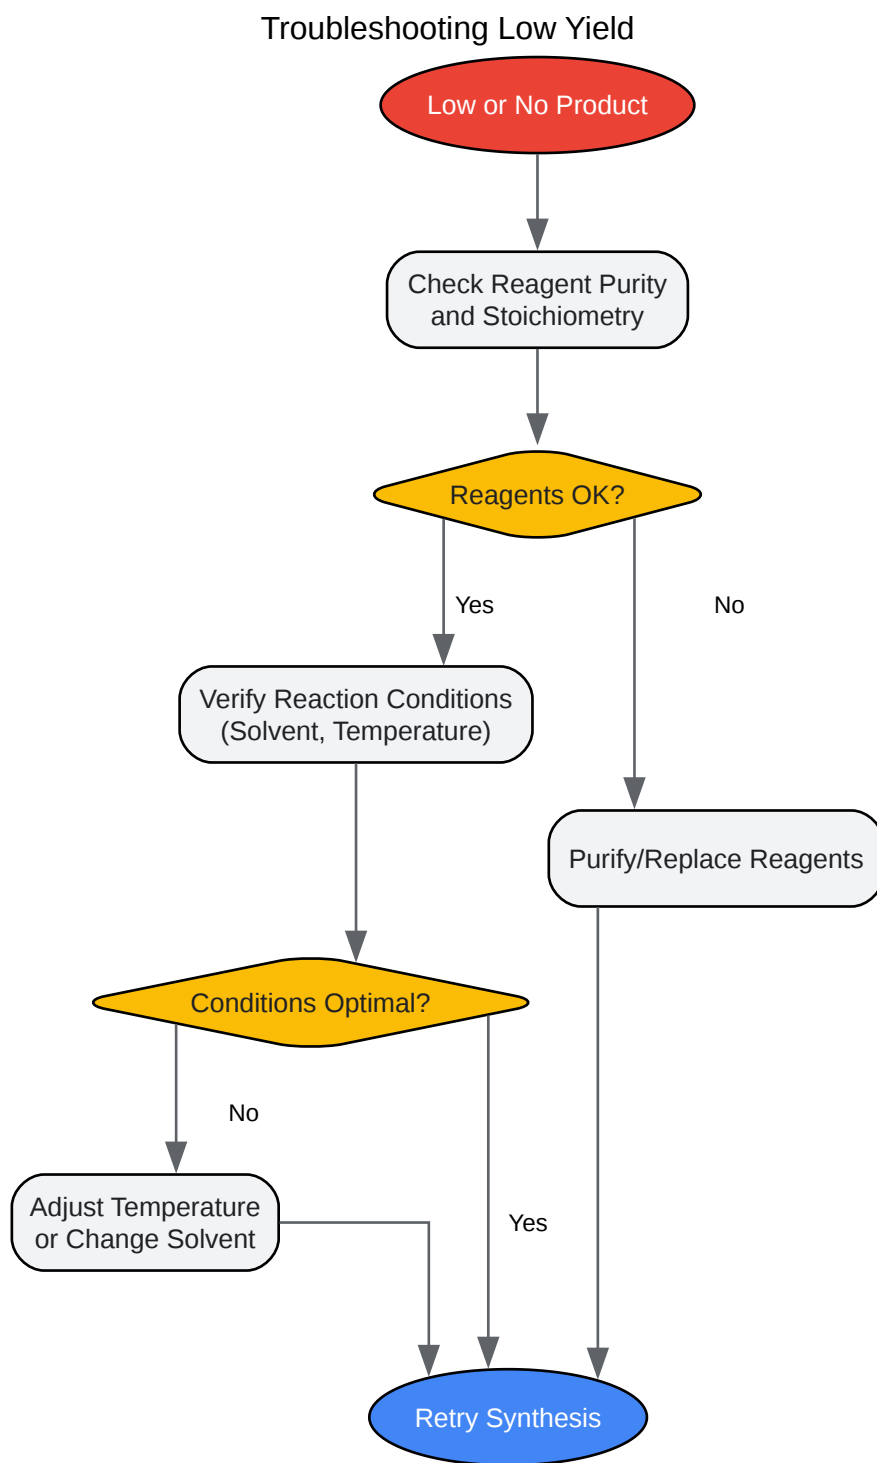 Troubleshooting Low Yield
Low or No Product
Check Reagent Purity
and Stoichiometry
Reagents OK?
Yes
No
Verify Reaction Conditions
(Solvent, Temperature)
Purify/Replace Reagents
Conditions Optimal?
No
Adjust Temperature
or Change Solvent
Yes
Retry Synthesis